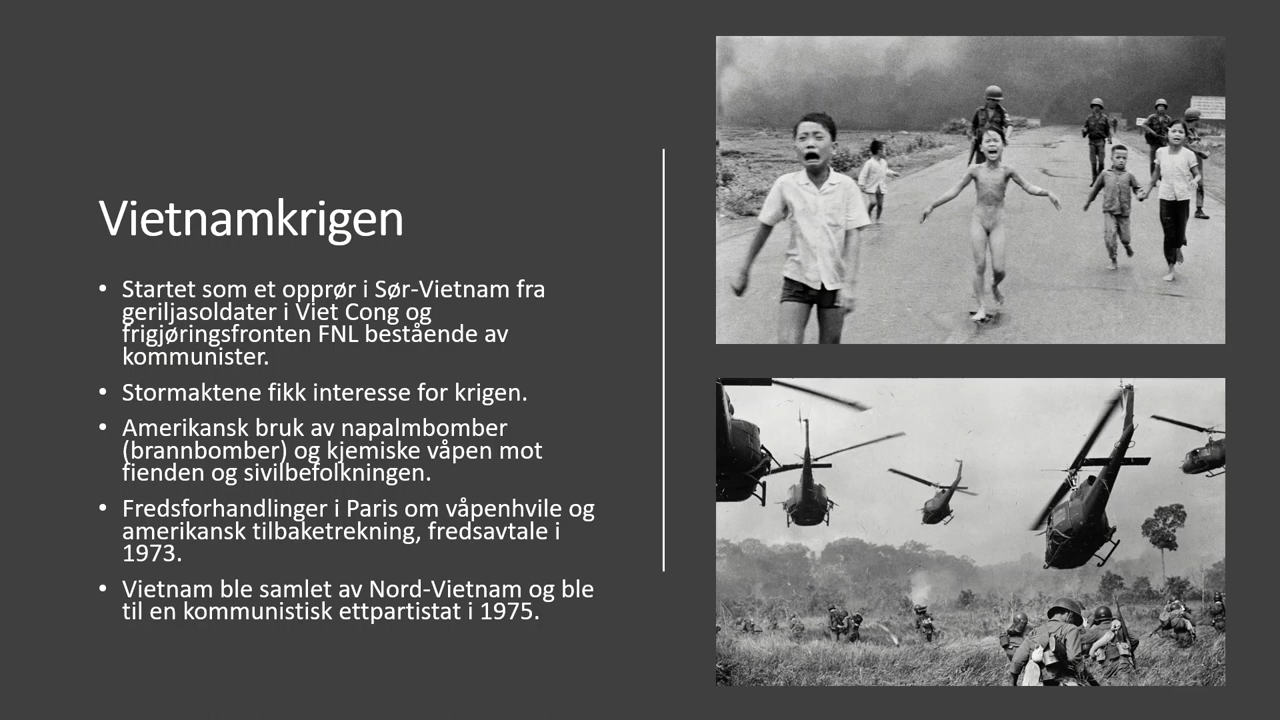 Vietnamkrigen
• Startet som et opprør i Sør-Vietnam fra
geriljasoldater i Viet Cong og
frigjøringsfronten FNL bestående av
kommunister.
• Stormaktene fikk interesse for krigen.
• Amerikansk bruk av napalmbomber
(brannbomber) og kjemiske våpen mot
fienden og sivilbefolkningen.
• Fredsforhandlinger i Paris om våpenhvile og
amerikansk tilbaketrekning, fredsavtale i
1973.
• Vietnam ble samlet av Nord-Vietnam og ble
til en kommunistisk ettpartistat i 1975.